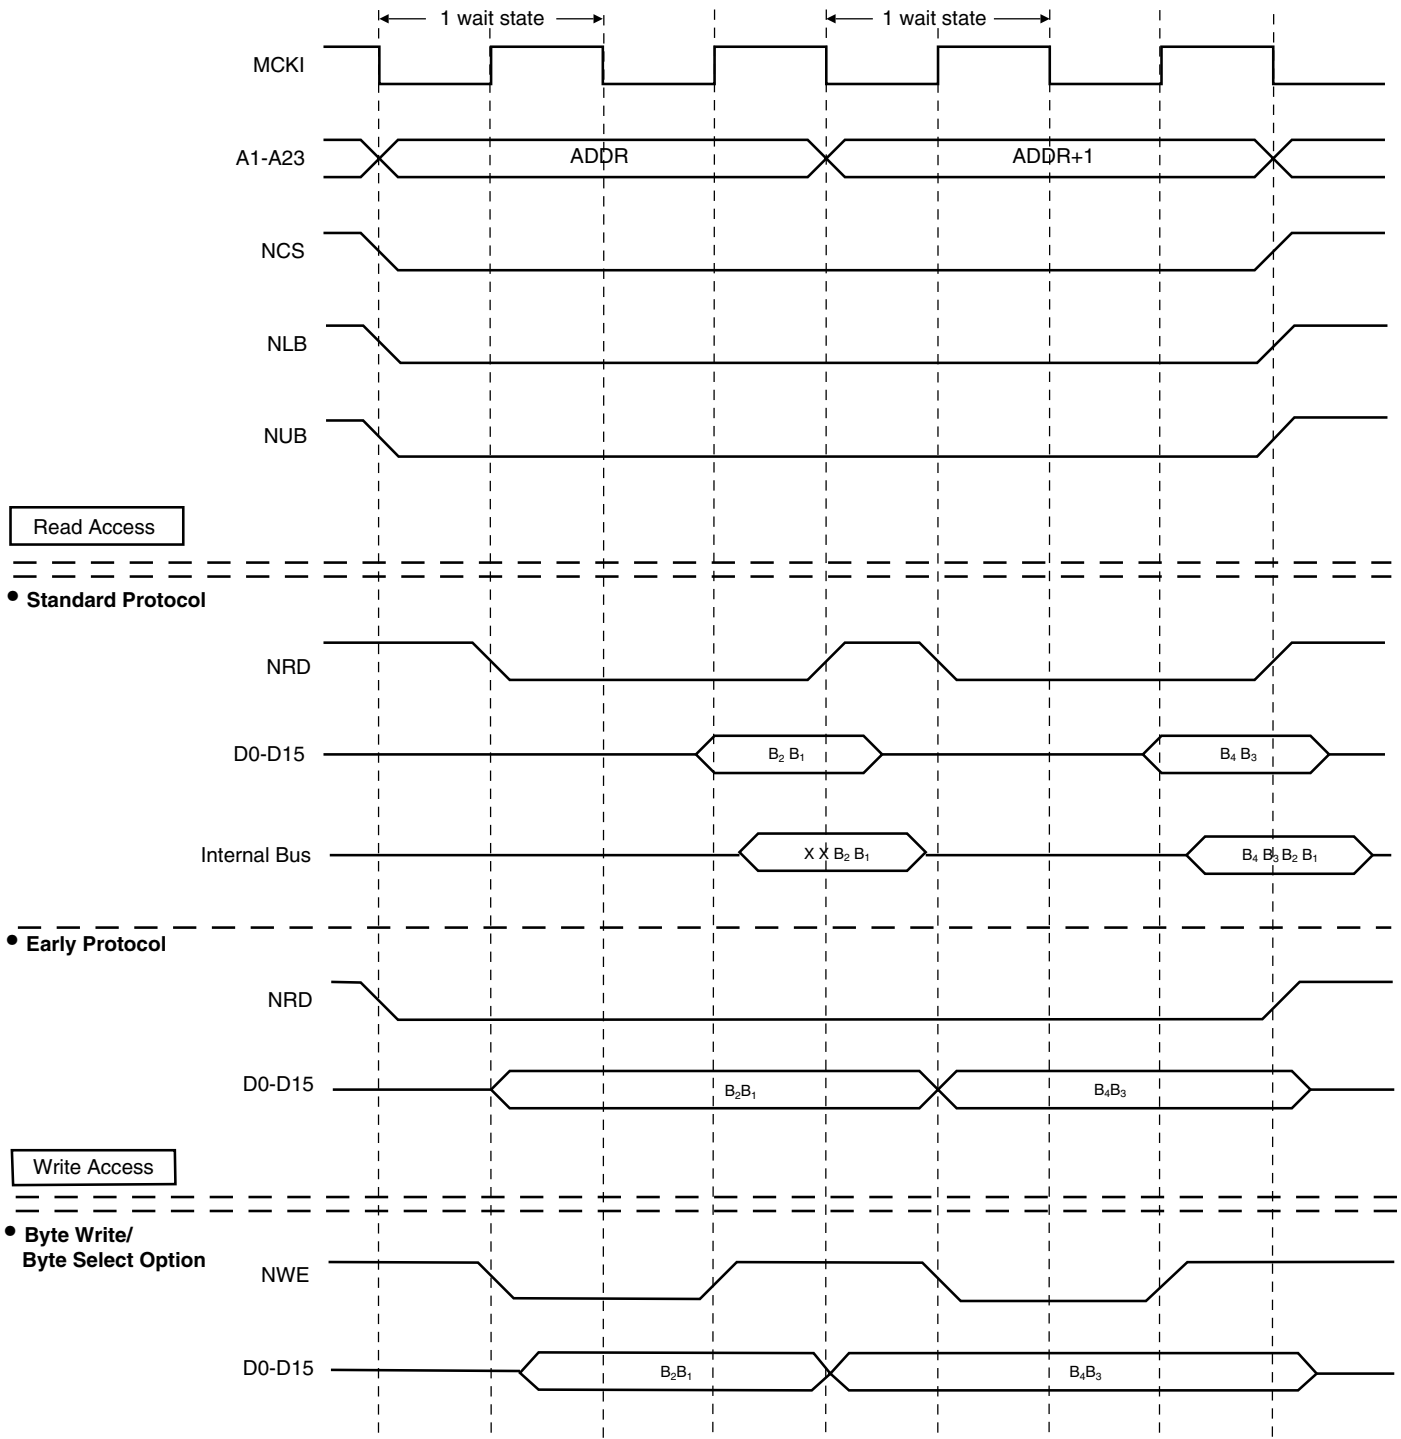 1 wait state 1 wait state
MCKI
A1-A23 ADDR ADDR+1
NCS
NLB
NUB
Read Access
• Standard Protocol
NRD
D0-D15 B₂ B₁ B₄ B₃
Internal Bus X X B₂ B₁ B₄ B₃ B₂ B₁
• Early Protocol
NRD
D0-D15 B₂B₁ B₄B₃
Write Access
• Byte Write/
Byte Select Option
NWE
D0-D15 B₂B₁ B₄B₃